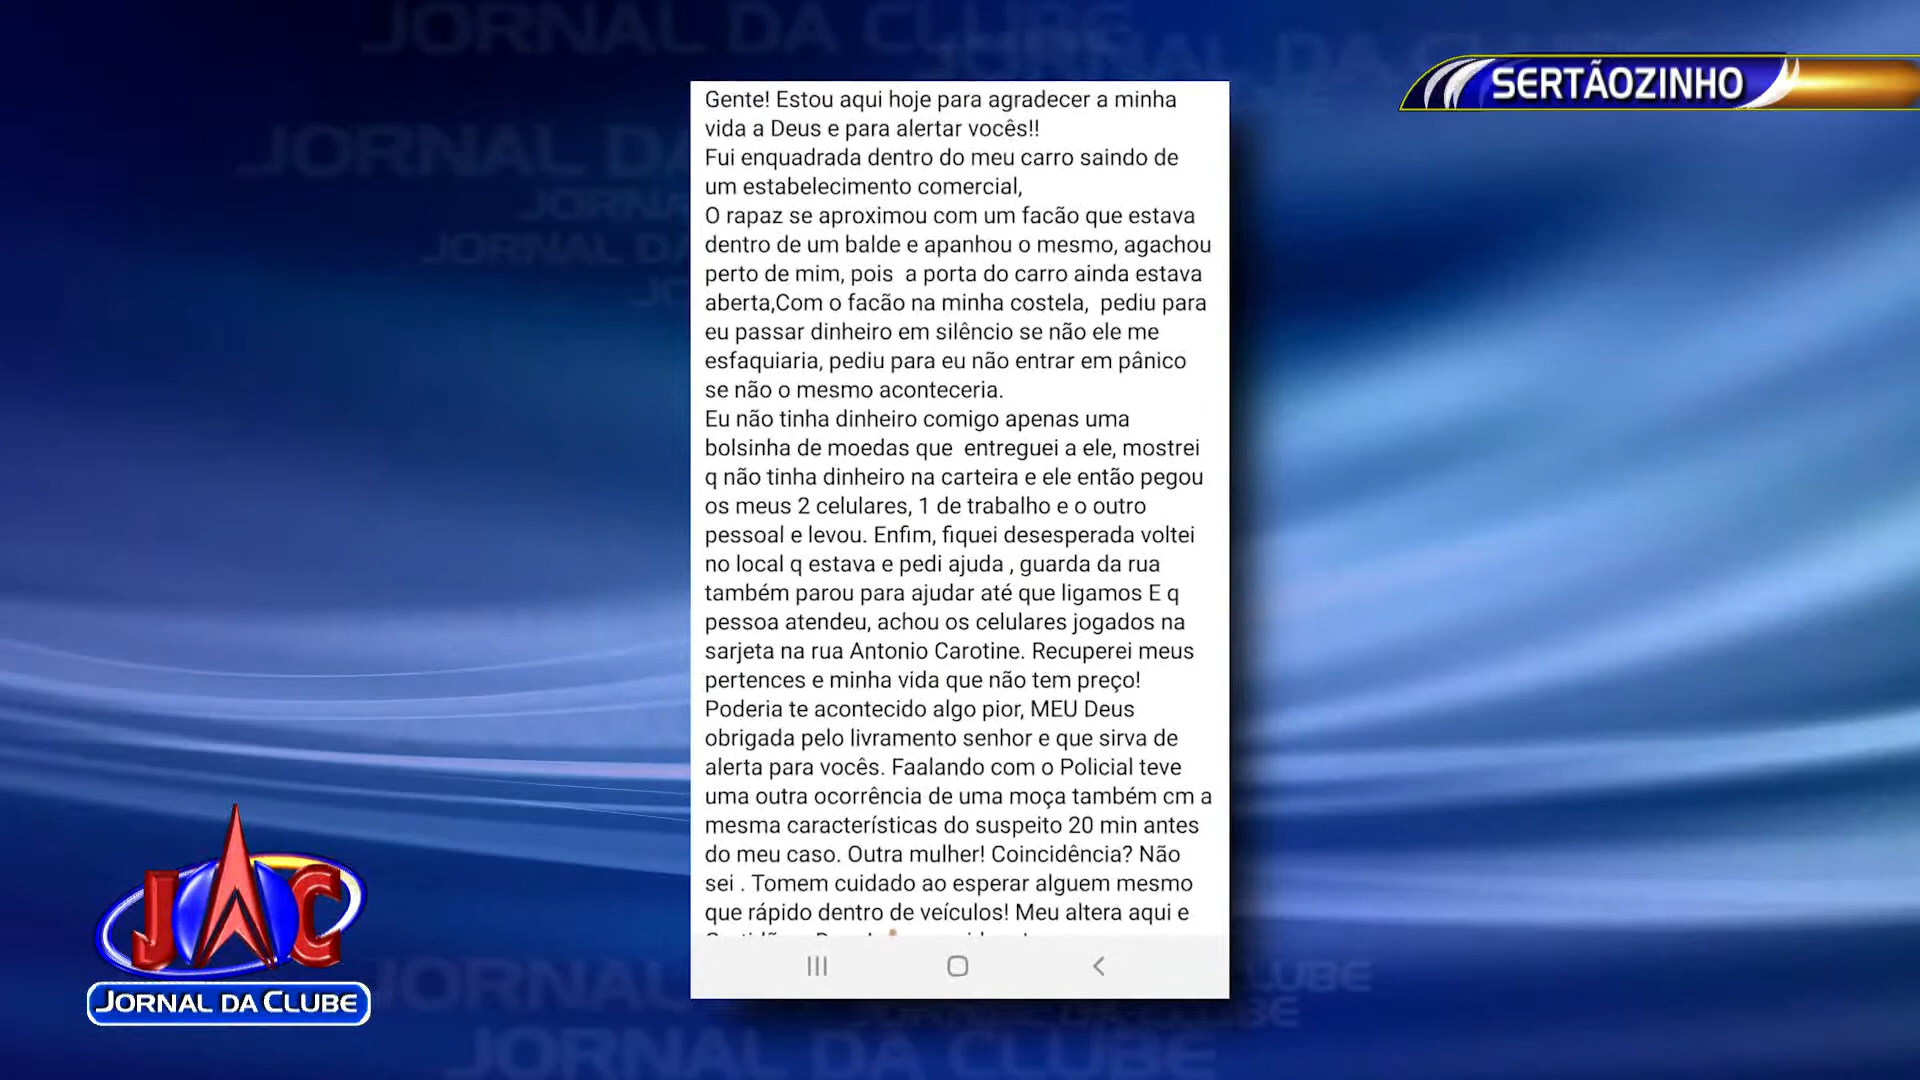 JORNAL DA CLUBE
SERTÃOZINHO
Gente! Estou aqui hoje para agradecer a minha
vida a Deus e para alertar vocês!!
Fui enquadrada dentro do meu carro saindo de
um estabelecimento comercial,
O rapaz se aproximou com um facão que estava
dentro de um balde e apanhou o mesmo, agachou
perto de mim, pois  a porta do carro ainda estava
aberta,Com o facão na minha costela,  pediu para
eu passar dinheiro em silêncio se não ele me
esfaquiaria, pediu para eu não entrar em pânico
se não o mesmo aconteceria.
Eu não tinha dinheiro comigo apenas uma
bolsinha de moedas que  entreguei a ele, mostrei
q não tinha dinheiro na carteira e ele então pegou
os meus 2 celulares, 1 de trabalho e o outro
pessoal e levou. Enfim, fiquei desesperada voltei
no local q estava e pedi ajuda , guarda da rua
também parou para ajudar até que ligamos E q
pessoa atendeu, achou os celulares jogados na
sarjeta na rua Antonio Carotine. Recuperei meus
pertences e minha vida que não tem preço!
Poderia te acontecido algo pior, MEU Deus
obrigada pelo livramento senhor e que sirva de
alerta para vocês. Faalando com o Policial teve
uma outra ocorrência de uma moça também cm a
mesma características do suspeito 20 min antes
do meu caso. Outra mulher! Coincidência? Não
sei . Tomem cuidado ao esperar alguem mesmo
que rápido dentro de veículos! Meu altera aqui e
JAC
JORNAL DA CLUBE
JORNAL DA CLUBE